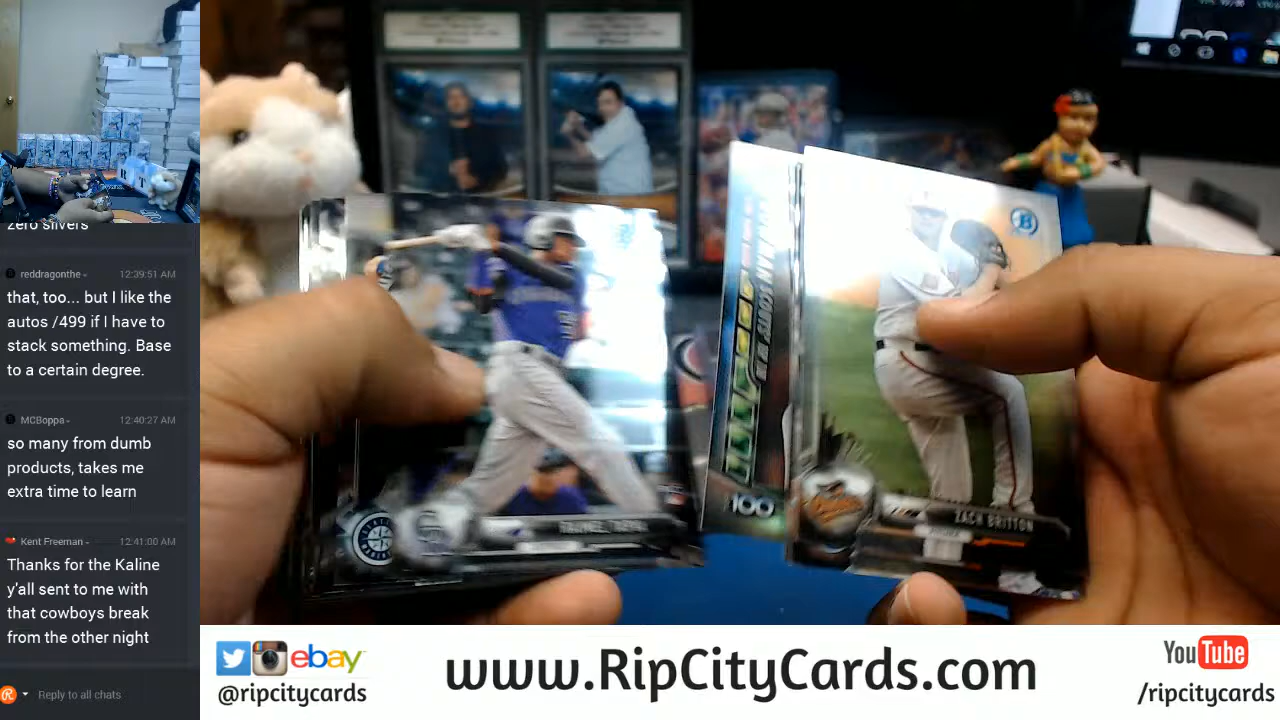 zero silvers
reddragonthe
12:39:51 AM
that, too... but I like the
autos /499 if I have to
stack something. Base
to a certain degree.
MCBoppa
12:40:27 AM
so many from dumb
products, takes me
extra time to learn
Kent Freeman
12:41:00 AM
Thanks for the Kaline
y'all sent to me with
that cowboys break
from the other night
Reply to all chats
B
100
ZACH BRITTON
ebay
@ripcitycards
www.RipCityCards.com
YouTube
/ripcitycards